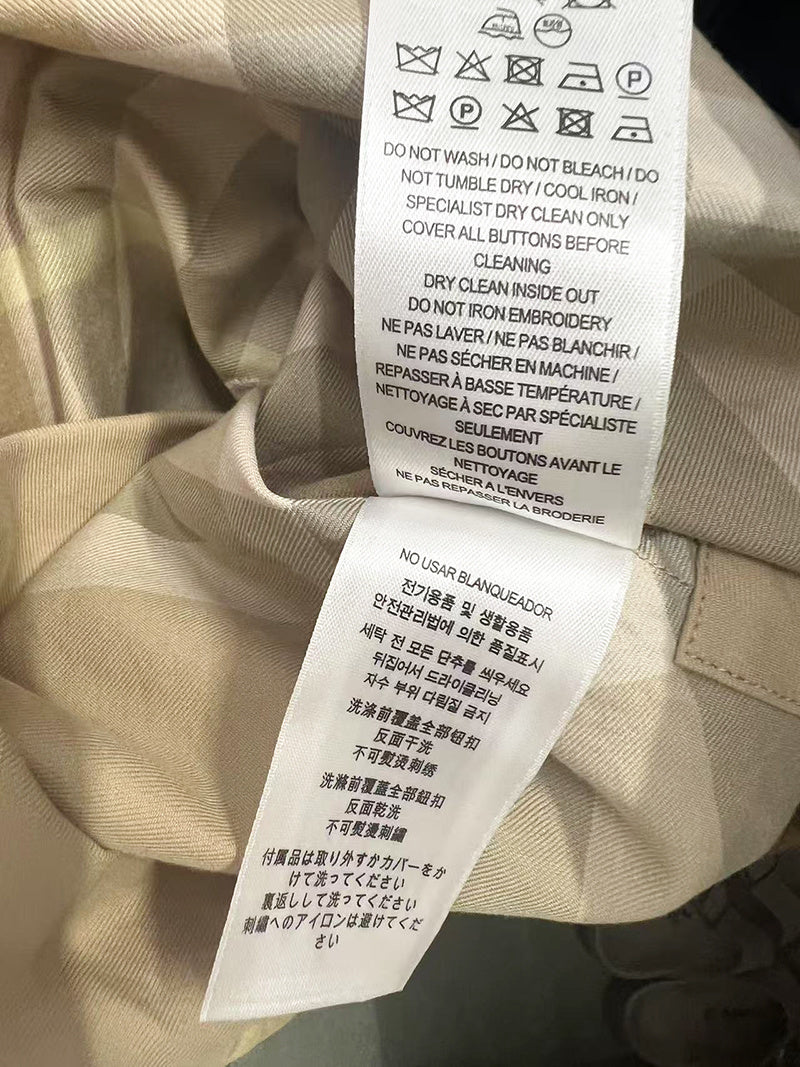 P
P
DO NOT WASH / DO NOT BLEACH / DO
NOT TUMBLE DRY / COOL IRON /
SPECIALIST DRY CLEAN ONLY
COVER ALL BUTTONS BEFORE
CLEANING
DRY CLEAN INSIDE OUT
DO NOT IRON EMBROIDERY
NE PAS LAVER / NE PAS BLANCHIR /
NE PAS SÉCHER EN MACHINE /
REPASSER À BASSE TEMPÉRATURE /
NETTOYAGE À SEC PAR SPÉCIALISTE
SEULEMENT
COUVREZ LES BOUTONS AVANT LE
NETTOYAGE
SÉCHER A L'ENVERS
NE PAS REPASSER LA BRODERIE
NO USAR BLANQUEADOR
전기용품 및 생활용품
안전관리법에 의한 품질표시
세탁 전 모든 단추를 씌우세요
뒤집어서 드라이클리닝
자수 부위 다림질 금지
洗涤前覆蓋全部鈕扣
反面干洗
不可熨烫刺绣
洗滌前覆蓋全部鈕扣
反面乾洗
不可熨燙刺繡
付属品は取り外すかカバーをか
けて洗ってください
裏返しして洗ってください
刺繡へのアイロンは避けてくだ
さい